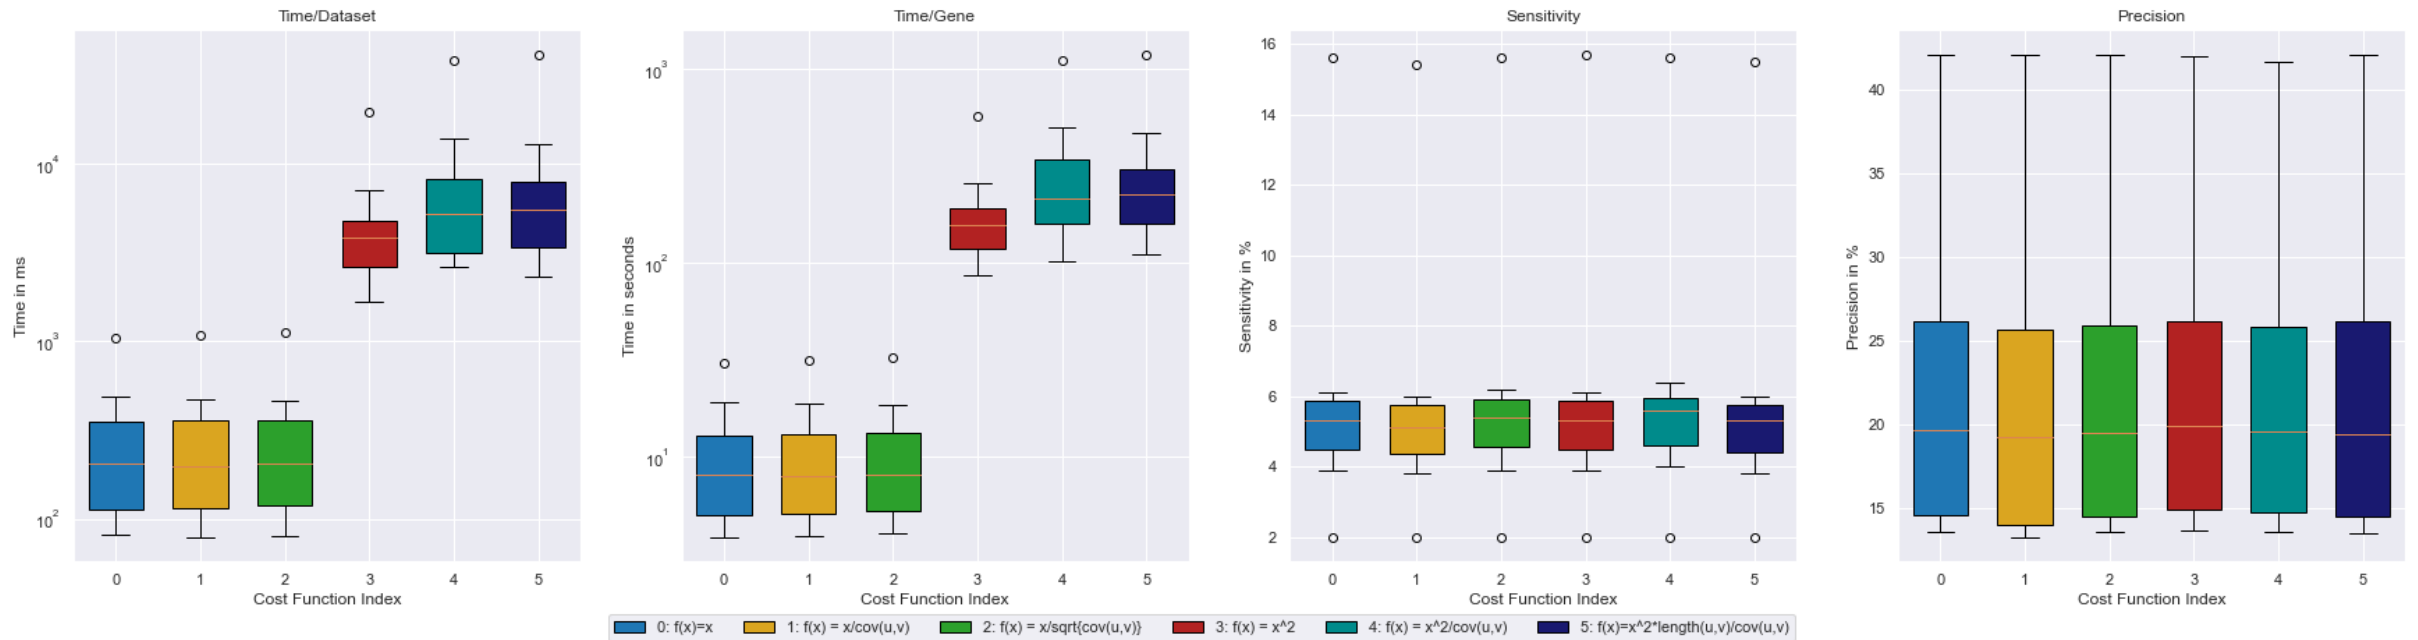 Time/Dataset
Time in ms
10^4
10^3
10^2
0 1 2 3 4 5
Cost Function Index
Time/Gene
Time in seconds
10^3
10^2
10^1
0 1 2 3 4 5
Cost Function Index
Sensitivity
Sensitivity in %
16
14
12
10
8
6
4
2
0 1 2 3 4 5
Cost Function Index
Precision
Precision in %
40
35
30
25
20
15
0 1 2 3 4 5
Cost Function Index
0: f(x)=x 1: f(x) = x/cov(u,v) 2: f(x) = x/sqrt{cov(u,v)} 3: f(x) = x^2 4: f(x) = x^2/cov(u,v) 5: f(x)=x^2*length(u,v)/cov(u,v)